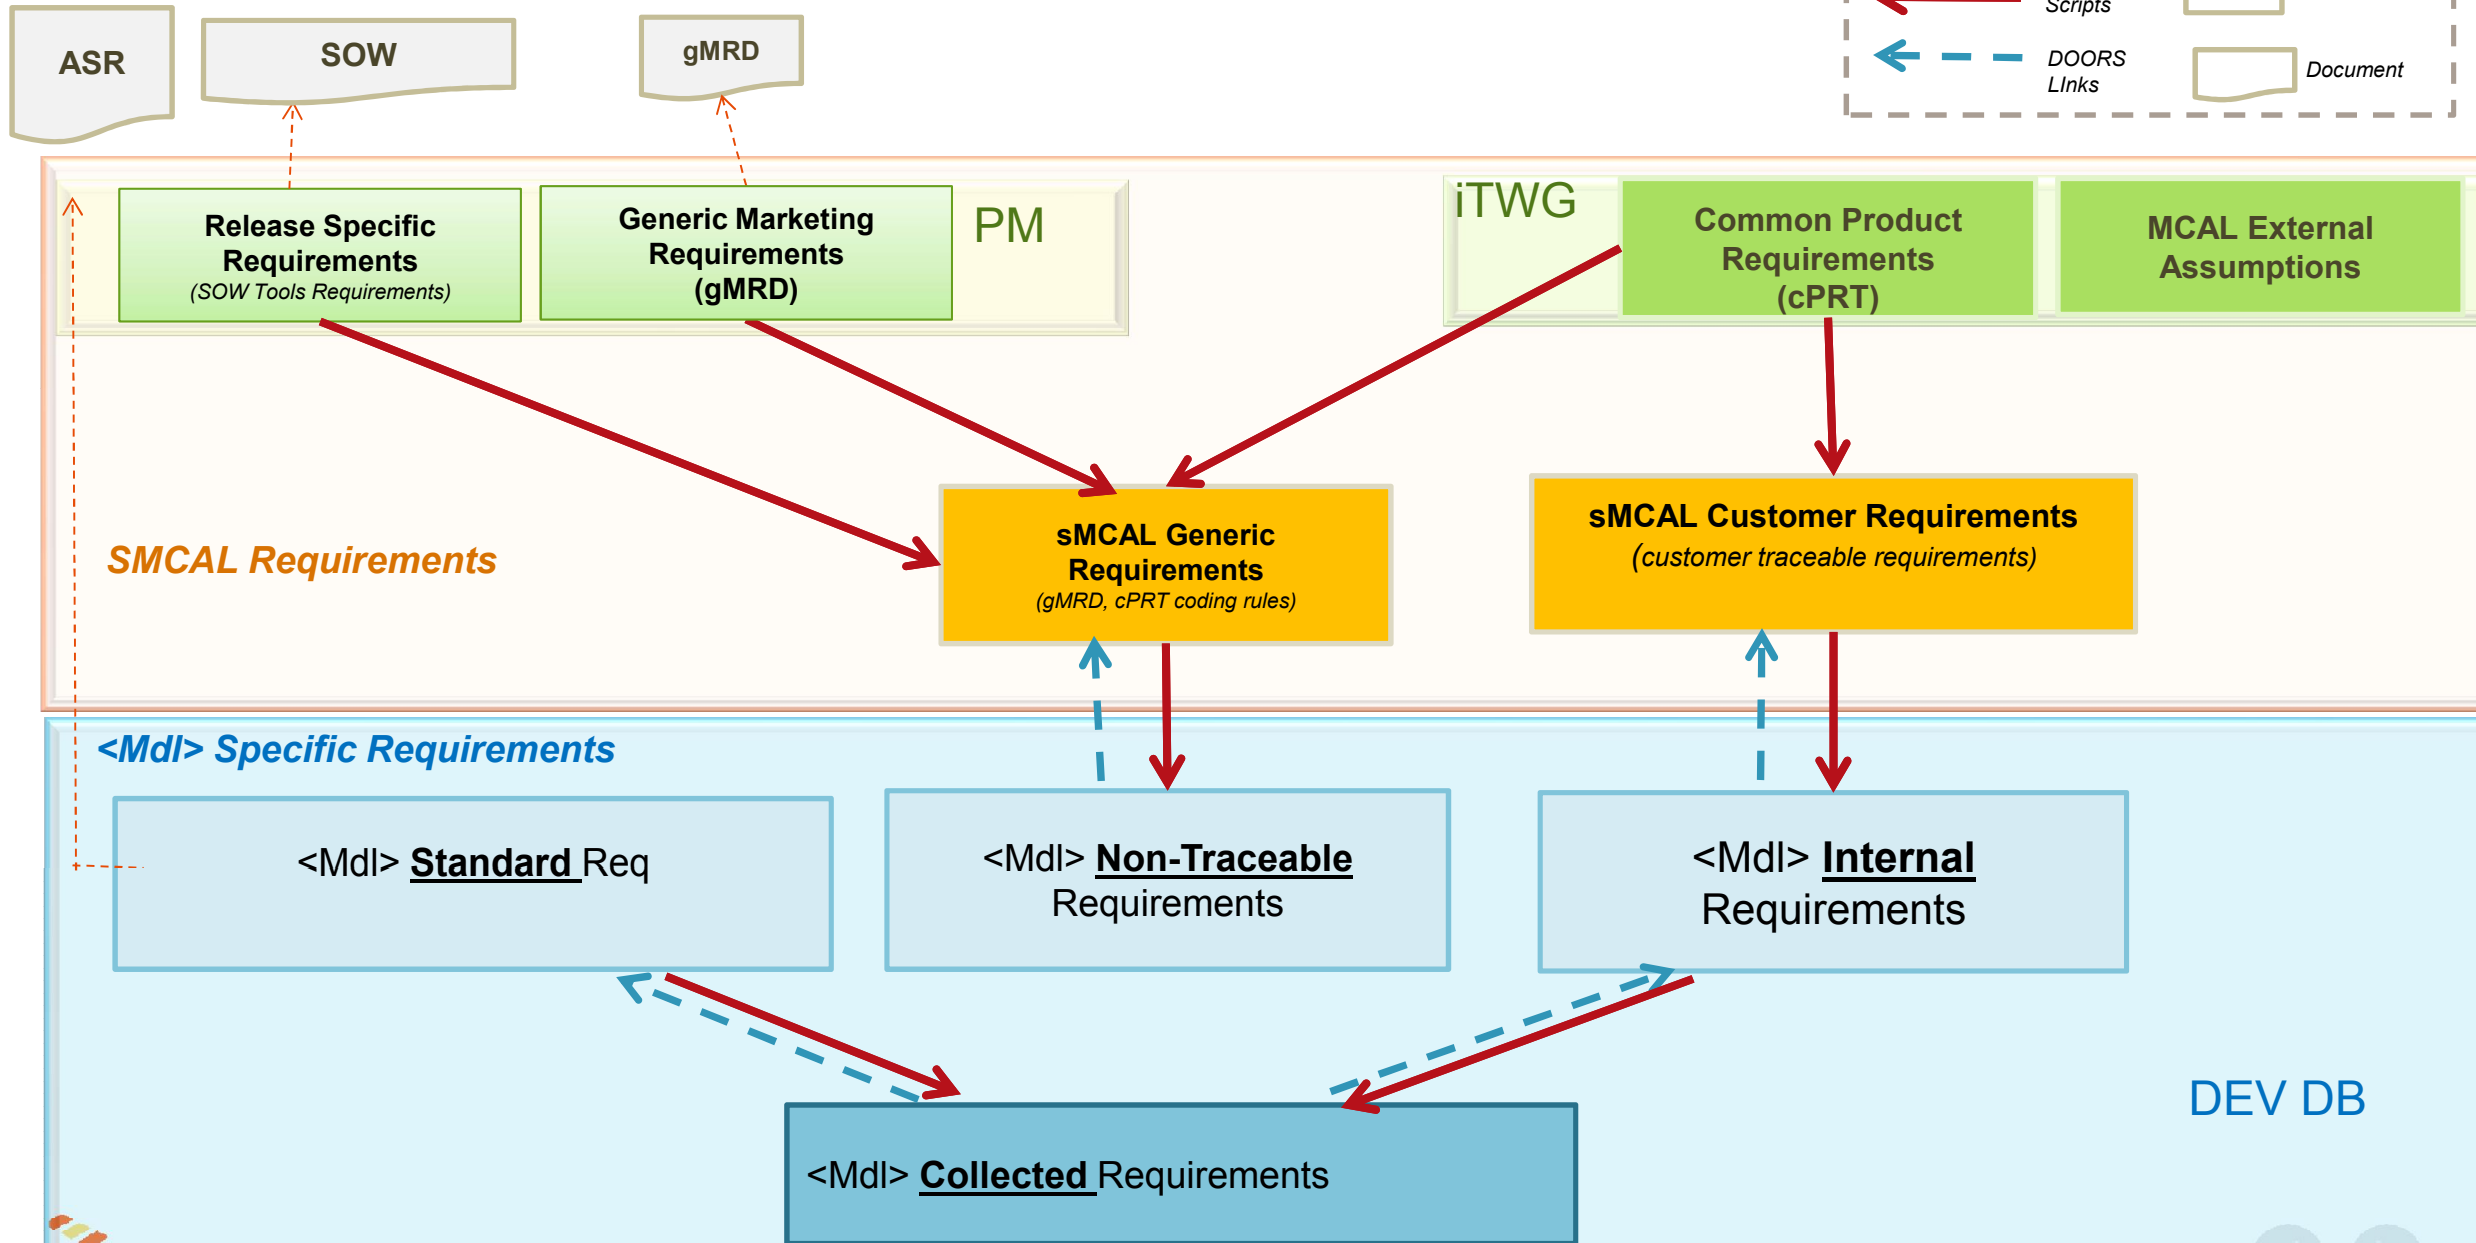 ASR
SOW
gMRD
Scripts
DOORS
LInks
Document
Release Specific
Requirements
(SOW Tools Requirements)
Generic Marketing
Requirements
(gMRD)
PM
iTWG
Common Product
Requirements
(cPRT)
MCAL External
Assumptions
SMCAL Requirements
sMCAL Generic
Requirements
(gMRD, cPRT coding rules)
sMCAL Customer Requirements
(customer traceable requirements)
<Mdl> Specific Requirements
<Mdl> Standard Req
<Mdl> Non-Traceable
Requirements
<Mdl> Internal
Requirements
DEV DB
<Mdl> Collected Requirements